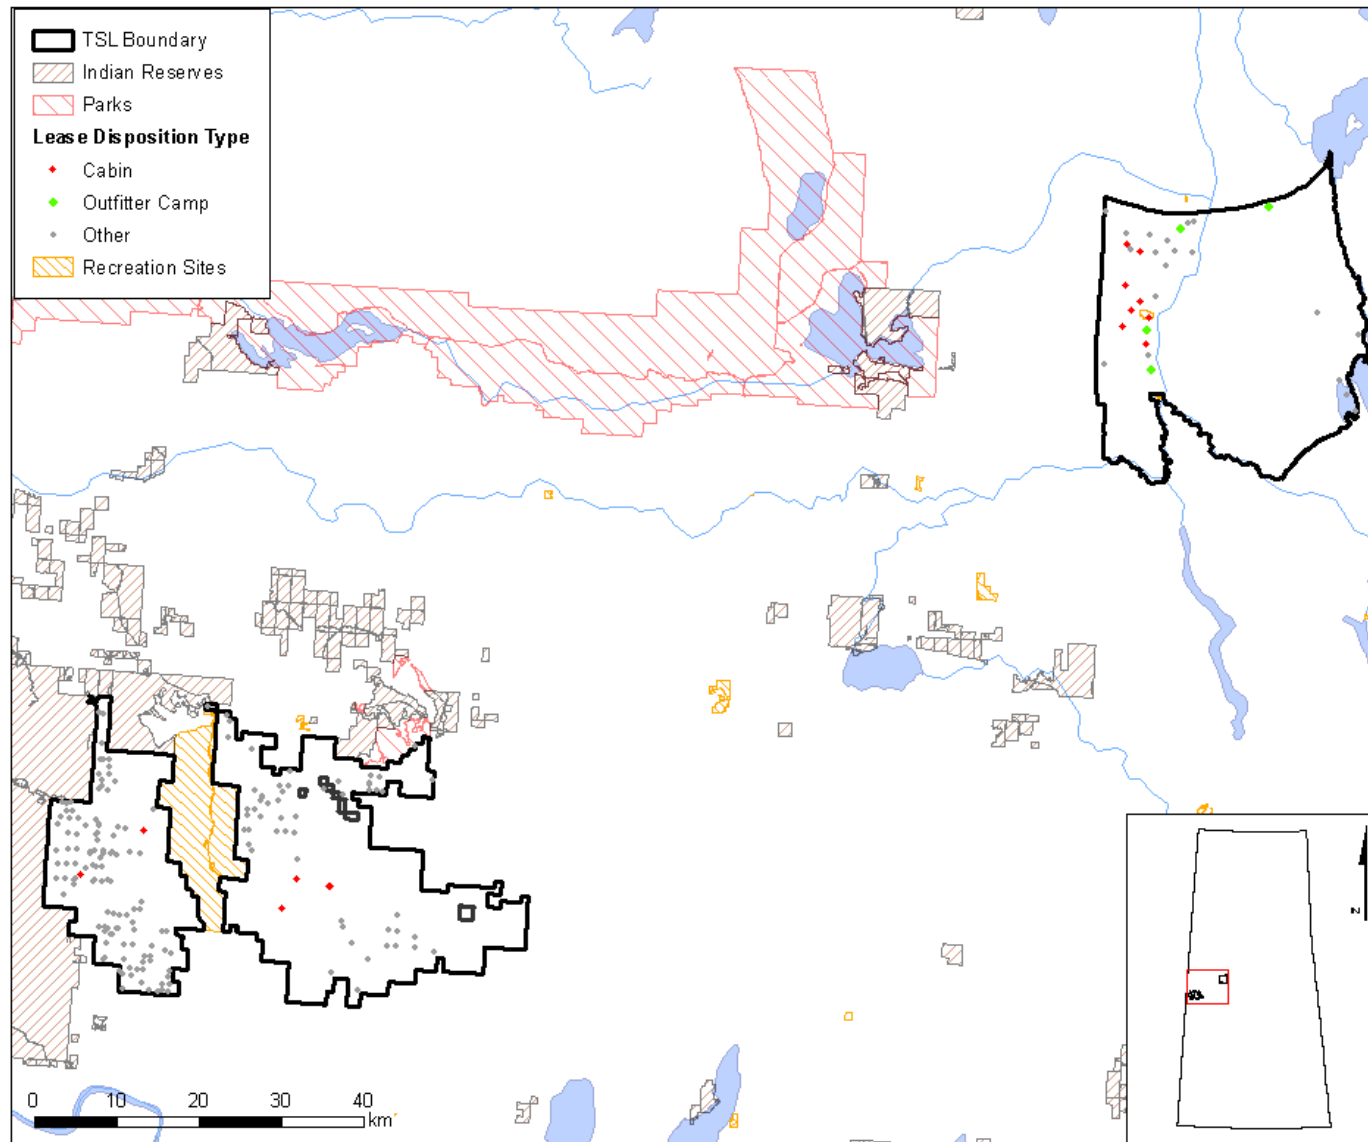 TSL Boundary
Indian Reserves
Parks
Lease Disposition Type
Cabin
Outfitter Camp
Other
Recreation Sites
N
0 10 20 30 40
km